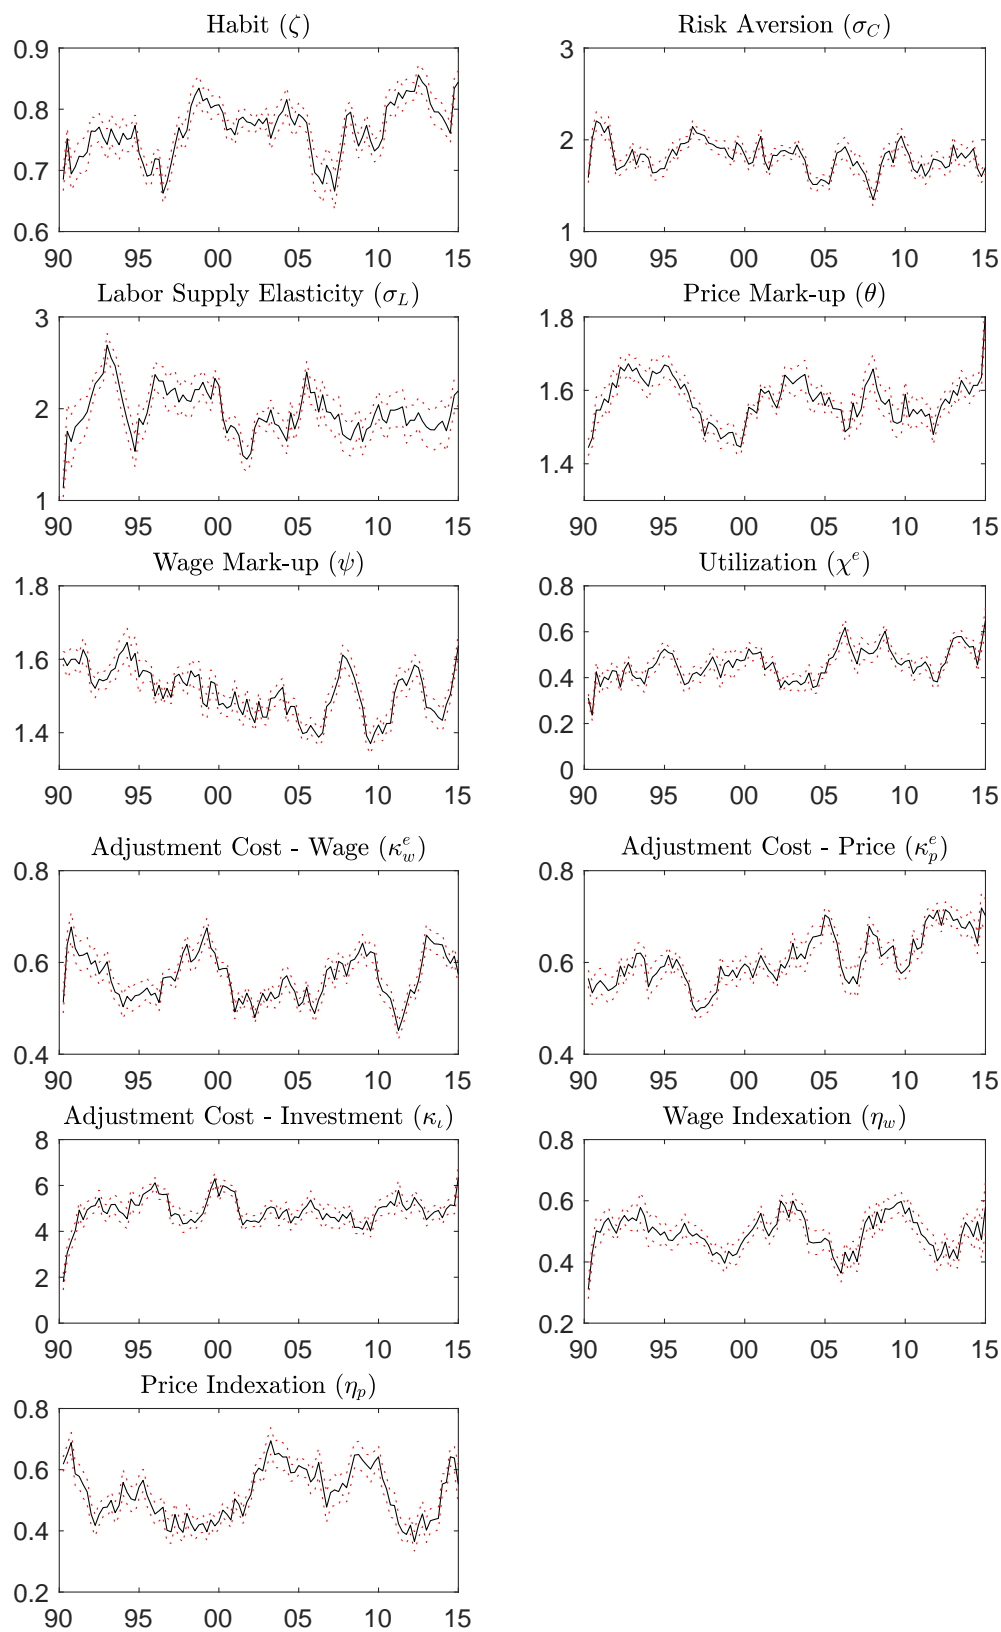 Habit (ζ)
0.9
0.8
0.7
0.6
90 95 00 05 10 15
Risk Aversion (σ_C)
3
2
1
90 95 00 05 10 15
Labor Supply Elasticity (σ_L)
3
2
1
90 95 00 05 10 15
Price Mark-up (θ)
1.8
1.6
1.4
90 95 00 05 10 15
Wage Mark-up (ψ)
1.8
1.6
1.4
90 95 00 05 10 15
Utilization (χ^e)
0.8
0.6
0.4
0.2
0
90 95 00 05 10 15
Adjustment Cost - Wage (κ_w^e)
0.8
0.6
0.4
90 95 00 05 10 15
Adjustment Cost - Price (κ_p^e)
0.8
0.6
0.4
90 95 00 05 10 15
Adjustment Cost - Investment (κ_ι)
8
6
4
2
0
90 95 00 05 10 15
Wage Indexation (η_w)
0.8
0.6
0.4
0.2
90 95 00 05 10 15
Price Indexation (η_p)
0.8
0.6
0.4
0.2
90 95 00 05 10 15